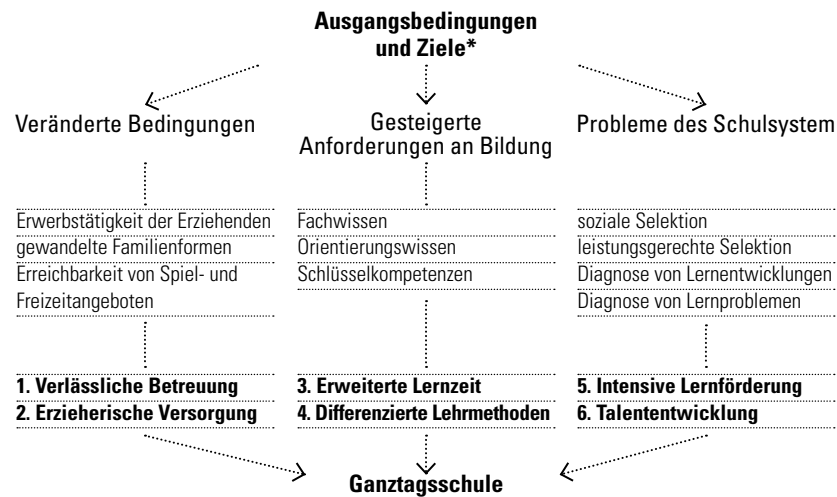 Ausgangsbedingungen
und Ziele*
Veränderte Bedingungen
Gesteigerte
Anforderungen an Bildung
Probleme des Schulsystem
Erwerbstätigkeit der Erziehenden
gewandelte Familienformen
Erreichbarkeit von Spiel- und
Freizeitangeboten
Fachwissen
Orientierungswissen
Schlüsselkompetenzen
soziale Selektion
leistungsgerechte Selektion
Diagnose von Lernentwicklungen
Diagnose von Lernproblemen
1. Verlässliche Betreuung
2. Erzieherische Versorgung
3. Erweiterte Lernzeit
4. Differenzierte Lehrmethoden
5. Intensive Lernförderung
6. Talententwicklung
Ganztagsschule